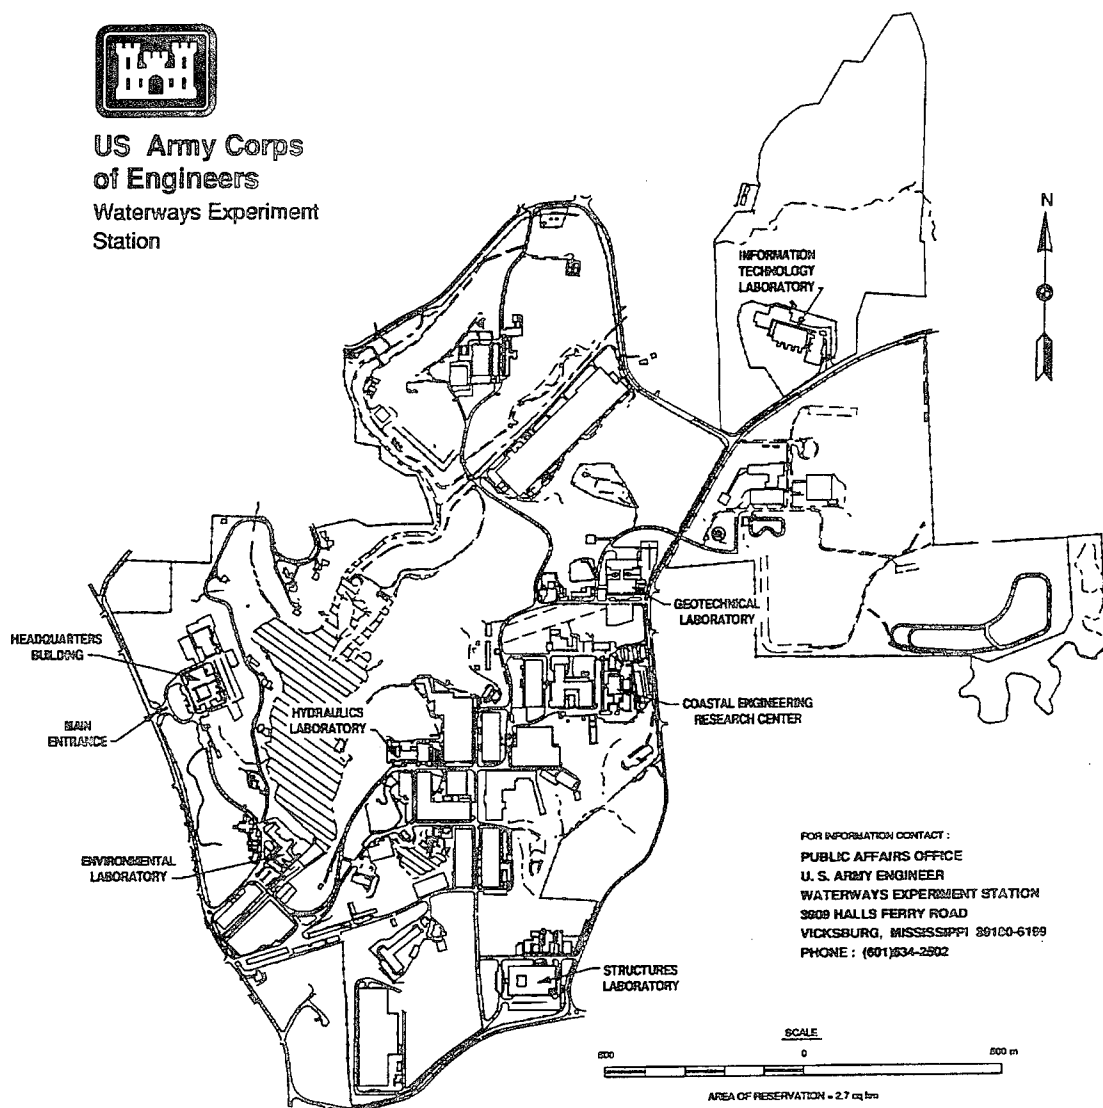 US Army Corps
of Engineers
Waterways Experiment
Station
N
INFORMATION
TECHNOLOGY
LABORATORY
GEOTECHNICAL
LABORATORY
HEADQUARTERS
BUILDING
MAIN
ENTRANCE
HYDRAULICS
LABORATORY
COASTAL ENGINEERING
RESEARCH CENTER
ENVIRONMENTAL
LABORATORY
STRUCTURES
LABORATORY
FOR INFORMATION CONTACT :
PUBLIC AFFAIRS OFFICE
U. S. ARMY ENGINEER
WATERWAYS EXPERIMENT STATION
3909 HALLS FERRY ROAD
VICKSBURG, MISSISSIPPI 39180-6199
PHONE : (601)634-2502
SCALE
500 0 500 m
AREA OF RESERVATION = 2.7 sq km